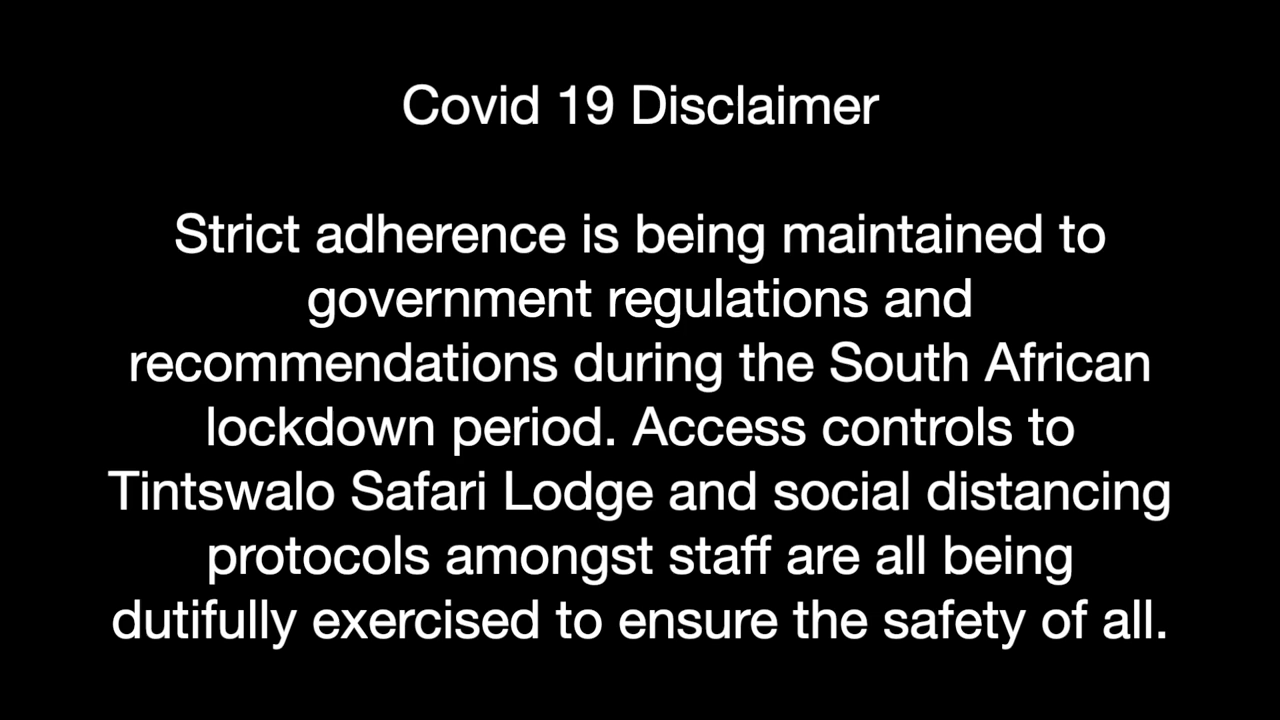 Covid 19 Disclaimer
Strict adherence is being maintained to
government regulations and
recommendations during the South African
lockdown period. Access controls to
Tintswalo Safari Lodge and social distancing
protocols amongst staff are all being
dutifully exercised to ensure the safety of all.